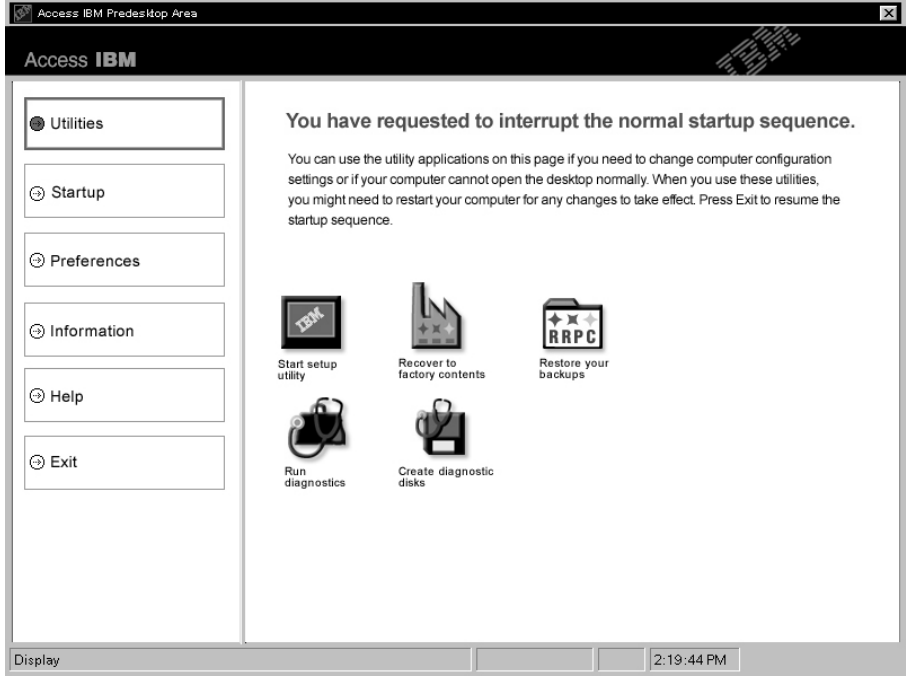 Access IBM Predesktop Area
Access IBM
IBM
Utilities
Startup
Preferences
Information
Help
Exit
You have requested to interrupt the normal startup sequence.
You can use the utility applications on this page if you need to change computer configuration
settings or if your computer cannot open the desktop normally. When you use these utilities,
you might need to restart your computer for any changes to take effect. Press Exit to resume the
startup sequence.
IBM
Start setup
utility
Recover to
factory contents
RRPC
Restore your
backups
Run
diagnostics
Create diagnostic
disks
Display
2:19:44 PM